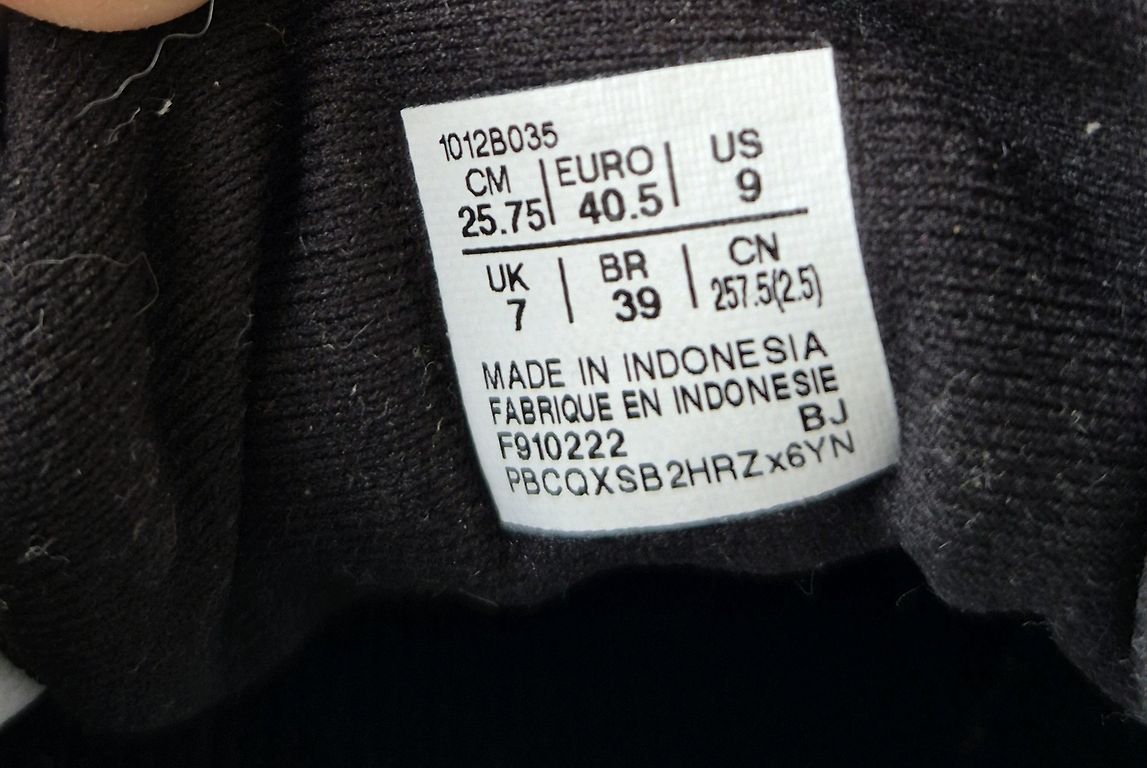 1012B035
CM | EURO | US
25.75 | 40.5 | 9
UK | BR | CN
7 | 39 | 257.5(2.5)
MADE IN INDONESIA
FABRIQUE EN INDONESIE
BJ
F910222
PBCQXSB2HRZx6YN